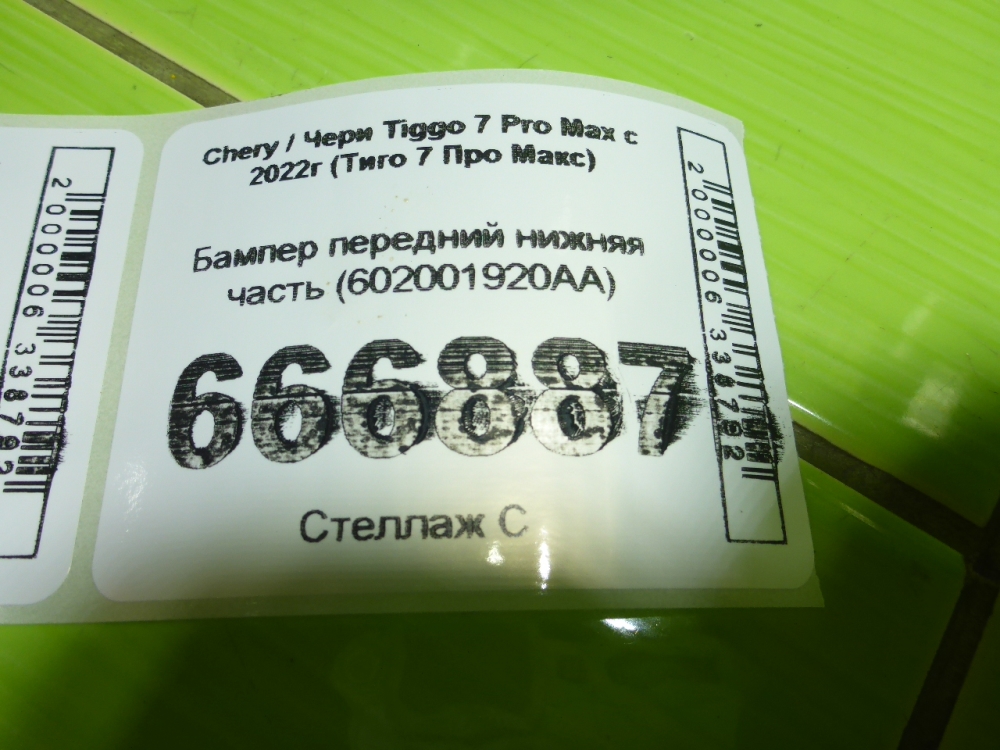 Chery / Чери Tiggo 7 Pro Max с
2022г (Тиго 7 Про Макс)
Бампер передний нижняя
часть (602001920AA)
666887
Стеллаж С
2000006338792
2000006338792